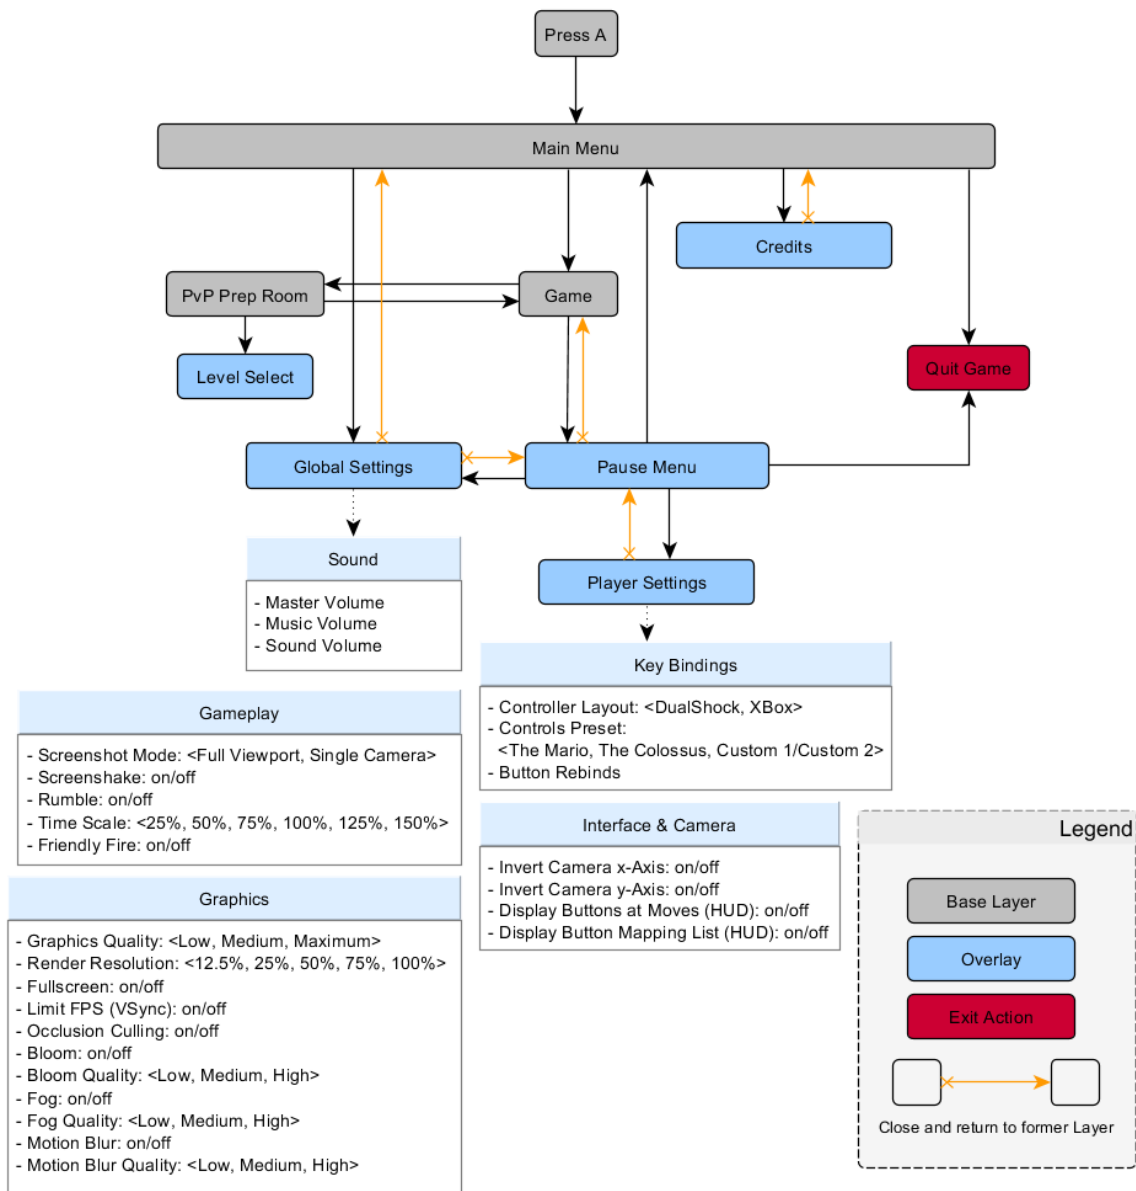 Press A
Main Menu
Credits
PvP Prep Room
Game
Level Select
Quit Game
Global Settings
Pause Menu
Sound
- Master Volume
- Music Volume
- Sound Volume
Player Settings
Key Bindings
- Controller Layout: <DualShock, XBox>
- Controls Preset:
<The Mario, The Colossus, Custom 1/Custom 2>
- Button Rebinds
Gameplay
- Screenshot Mode: <Full Viewport, Single Camera>
- Screenshake: on/off
- Rumble: on/off
- Time Scale: <25%, 50%, 75%, 100%, 125%, 150%>
- Friendly Fire: on/off
Interface & Camera
- Invert Camera x-Axis: on/off
- Invert Camera y-Axis: on/off
- Display Buttons at Moves (HUD): on/off
- Display Button Mapping List (HUD): on/off
Graphics
- Graphics Quality: <Low, Medium, Maximum>
- Render Resolution: <12.5%, 25%, 50%, 75%, 100%>
- Fullscreen: on/off
- Limit FPS (VSync): on/off
- Occlusion Culling: on/off
- Bloom: on/off
- Bloom Quality: <Low, Medium, High>
- Fog: on/off
- Fog Quality: <Low, Medium, High>
- Motion Blur: on/off
- Motion Blur Quality: <Low, Medium, High>
Legend
Base Layer
Overlay
Exit Action
Close and return to former Layer